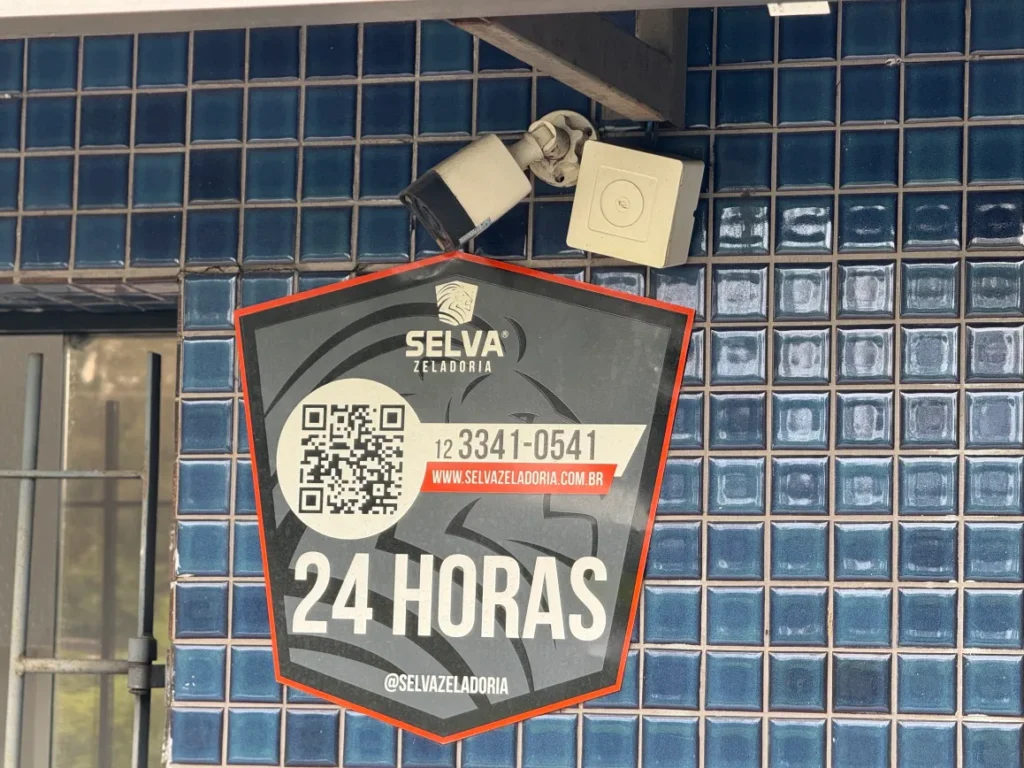 SELVA®
ZELADORIA
12 3341-0541
WWW.SELVAZELADORIA.COM.BR
24 HORAS
@SELVAZELADORIA